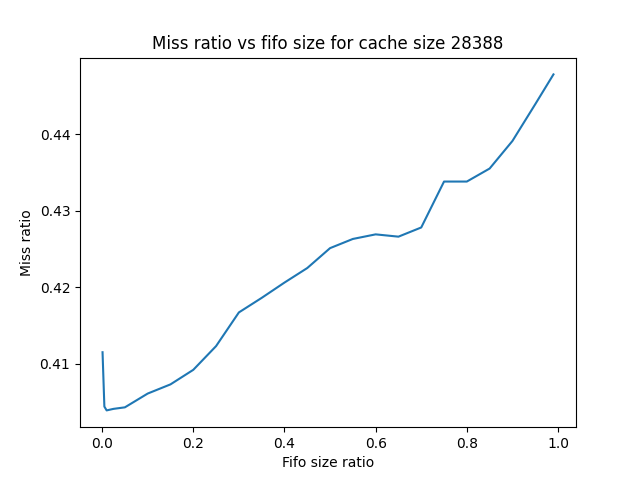 Miss ratio vs fifo size for cache size 28388
0.44
0.43
0.42
0.41
Miss ratio
0.0 0.2 0.4 0.6 0.8 1.0
Fifo size ratio